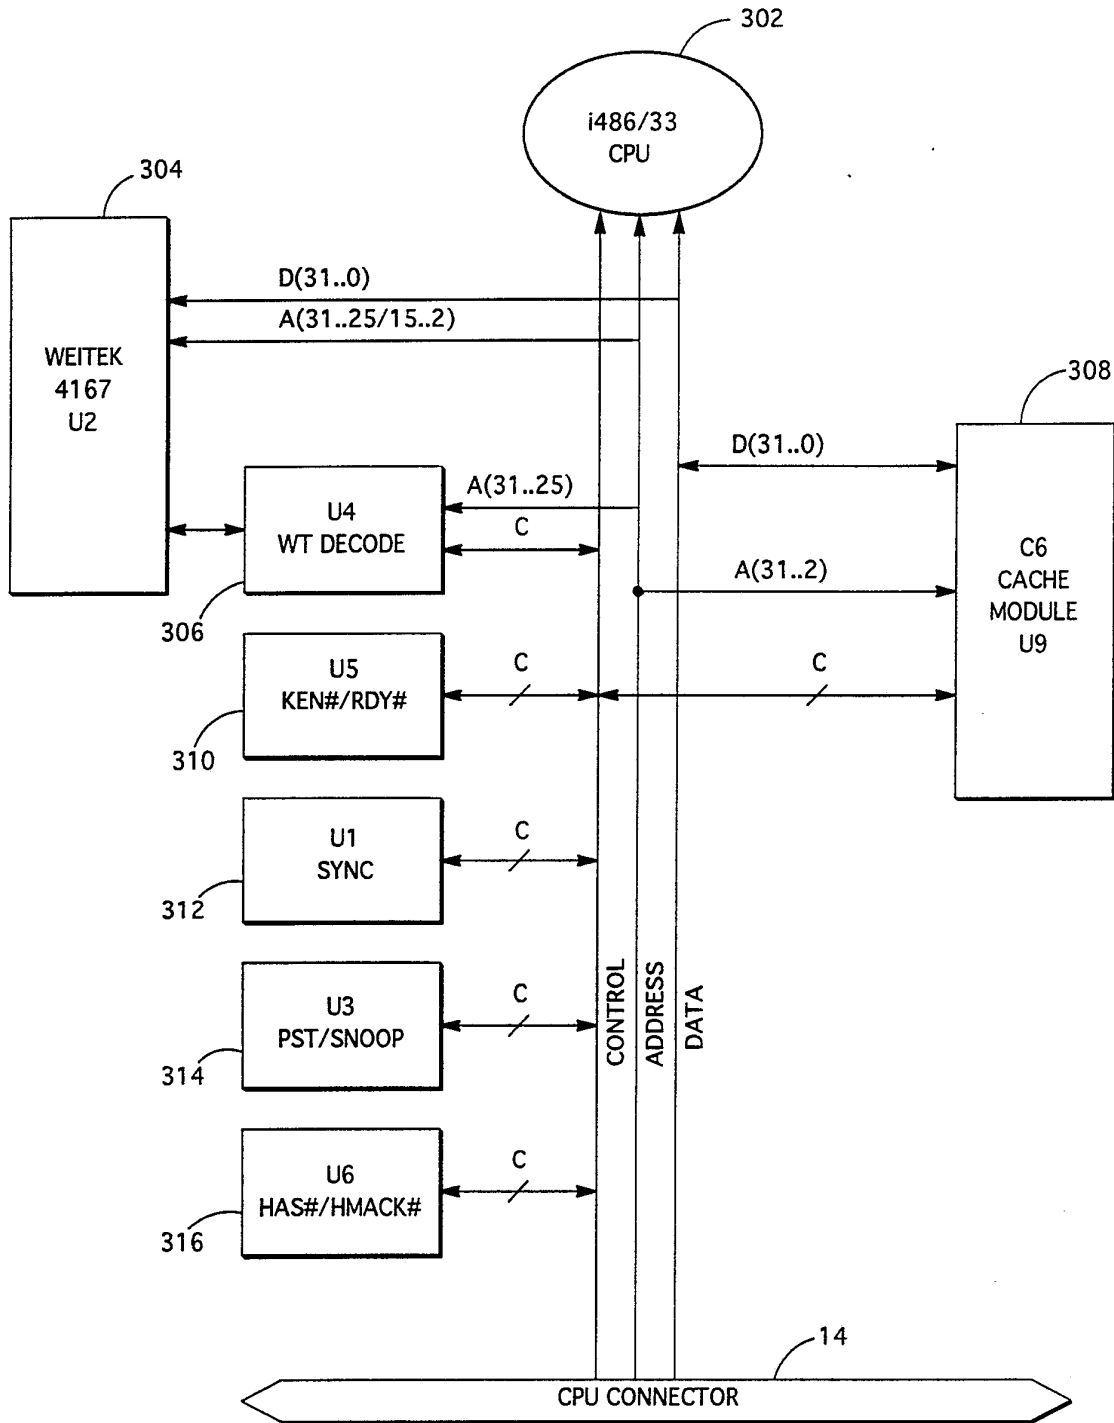 302
i486/33
CPU
304
D(31..0)
A(31..25/15..2)
WEITEK
4167
U2
308
D(31..0)
A(31..25)
U4
WT DECODE
C
C6
CACHE
MODULE
U9
A(31..2)
306
U5
KEN#/RDY#
C
C
310
U1
SYNC
C
312
CONTROL
ADDRESS
DATA
U3
PST/SNOOP
C
314
U6
HAS#/HMACK#
C
316
14
CPU CONNECTOR